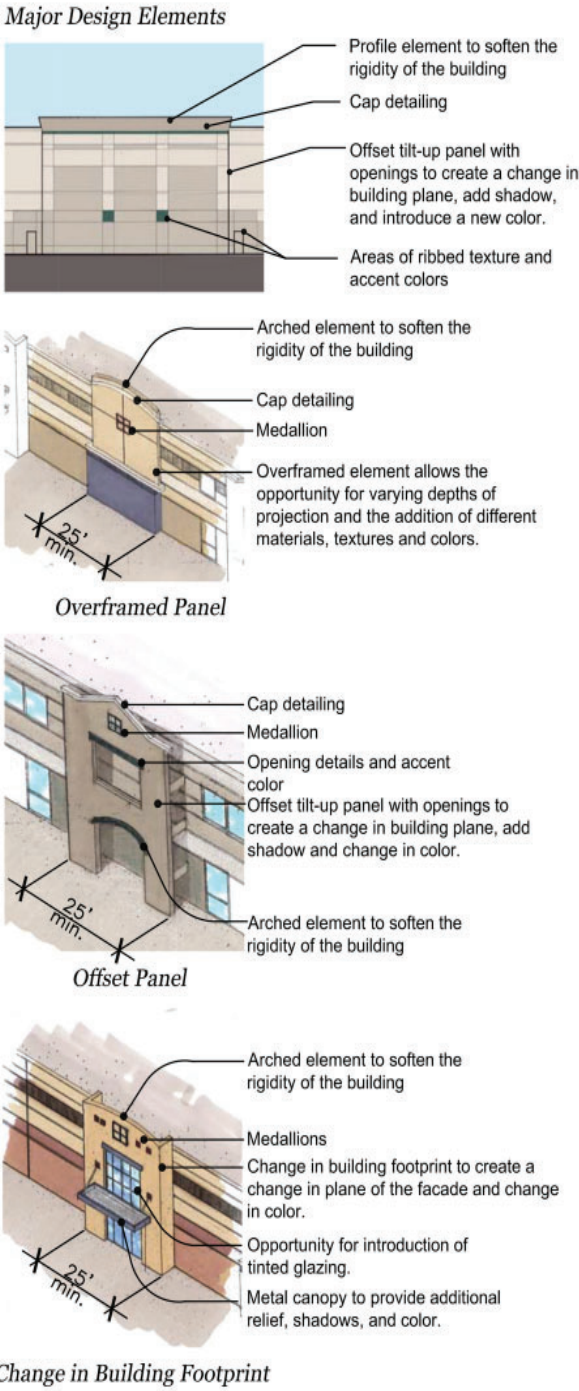 Major Design Elements
Profile element to soften the
rigidity of the building
Cap detailing
Offset tilt-up panel with
openings to create a change in
building plane, add shadow,
and introduce a new color.
Areas of ribbed texture and
accent colors
Arched element to soften the
rigidity of the building
Cap detailing
Medallion
Overframed element allows the
opportunity for varying depths of
projection and the addition of different
materials, textures and colors.
25'
min.
Overframed Panel
Cap detailing
Medallion
Opening details and accent
color
Offset tilt-up panel with openings to
create a change in building plane, add
shadow and change in color.
Arched element to soften the
rigidity of the building
25'
min.
Offset Panel
Arched element to soften the
rigidity of the building
Medallions
Change in building footprint to create a
change in plane of the facade and change
in color.
Opportunity for introduction of
tinted glazing.
Metal canopy to provide additional
relief, shadows, and color.
25'
min.
Change in Building Footprint